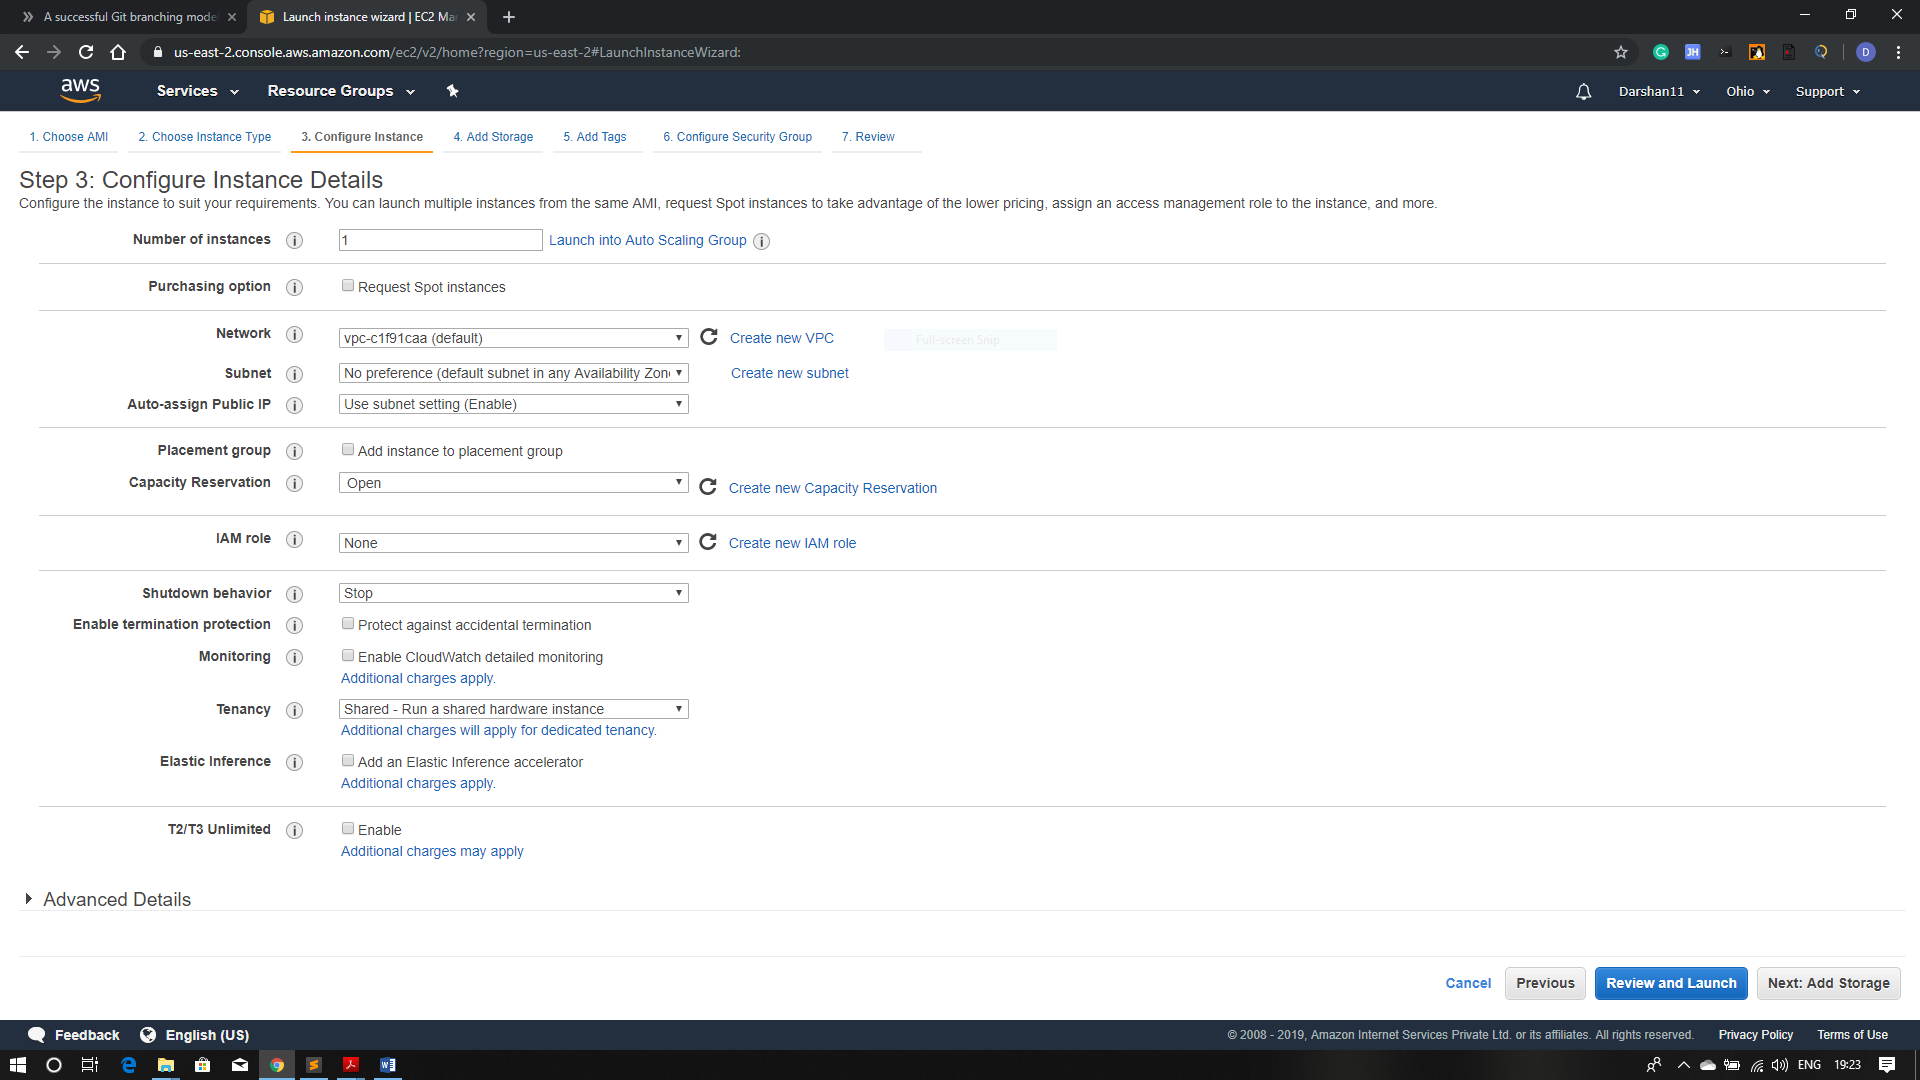 A successful Git branching mode
Launch instance wizard | EC2 Ma
us-east-2.console.aws.amazon.com/ec2/v2/home?region=us-east-2#LaunchInstanceWizard:
JH
D
aws
Services
Resource Groups
Darshan11
Ohio
Support
1. Choose AMI
2. Choose Instance Type
3. Configure Instance
4. Add Storage
5. Add Tags
6. Configure Security Group
7. Review
Step 3: Configure Instance Details
Configure the instance to suit your requirements. You can launch multiple instances from the same AMI, request Spot instances to take advantage of the lower pricing, assign an access management role to the instance, and more.
Number of instances
1
Launch into Auto Scaling Group
Purchasing option
Request Spot instances
Network
vpc-c1f91caa (default)
Create new VPC
Full-screen Snip
Subnet
No preference (default subnet in any Availability Zon
Create new subnet
Auto-assign Public IP
Use subnet setting (Enable)
Placement group
Add instance to placement group
Capacity Reservation
Open
Create new Capacity Reservation
IAM role
None
Create new IAM role
Shutdown behavior
Stop
Enable termination protection
Protect against accidental termination
Monitoring
Enable CloudWatch detailed monitoring
Additional charges apply.
Tenancy
Shared - Run a shared hardware instance
Additional charges will apply for dedicated tenancy.
Elastic Inference
Add an Elastic Inference accelerator
Additional charges apply.
T2/T3 Unlimited
Enable
Additional charges may apply
Advanced Details
Cancel
Previous
Review and Launch
Next: Add Storage
Feedback
English (US)
© 2008 - 2019, Amazon Internet Services Private Ltd. or its affiliates. All rights reserved.
Privacy Policy
Terms of Use
ENG
19:23